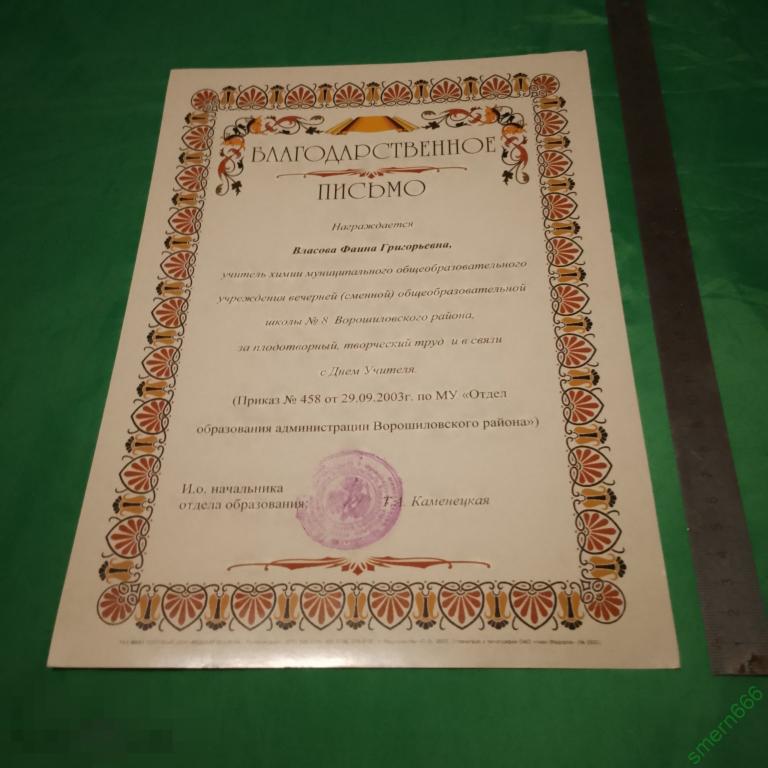 БЛАГОДАРСТВЕННОЕ
ПИСЬМО
Награждается
Власова Фаина Григорьевна,
учитель химии муниципального общеобразовательного
учреждения вечерней (сменной) общеобразовательной
школы № 8 Ворошиловского района,
за плодотворный, творческий труд и в связи
с Днем Учителя.
(Приказ № 458 от 29.09.2003г. по МУ «Отдел
образования администрации Ворошиловского района»)
И.о. начальника
отдела образования:
Т.А. Каменецкая
smern666